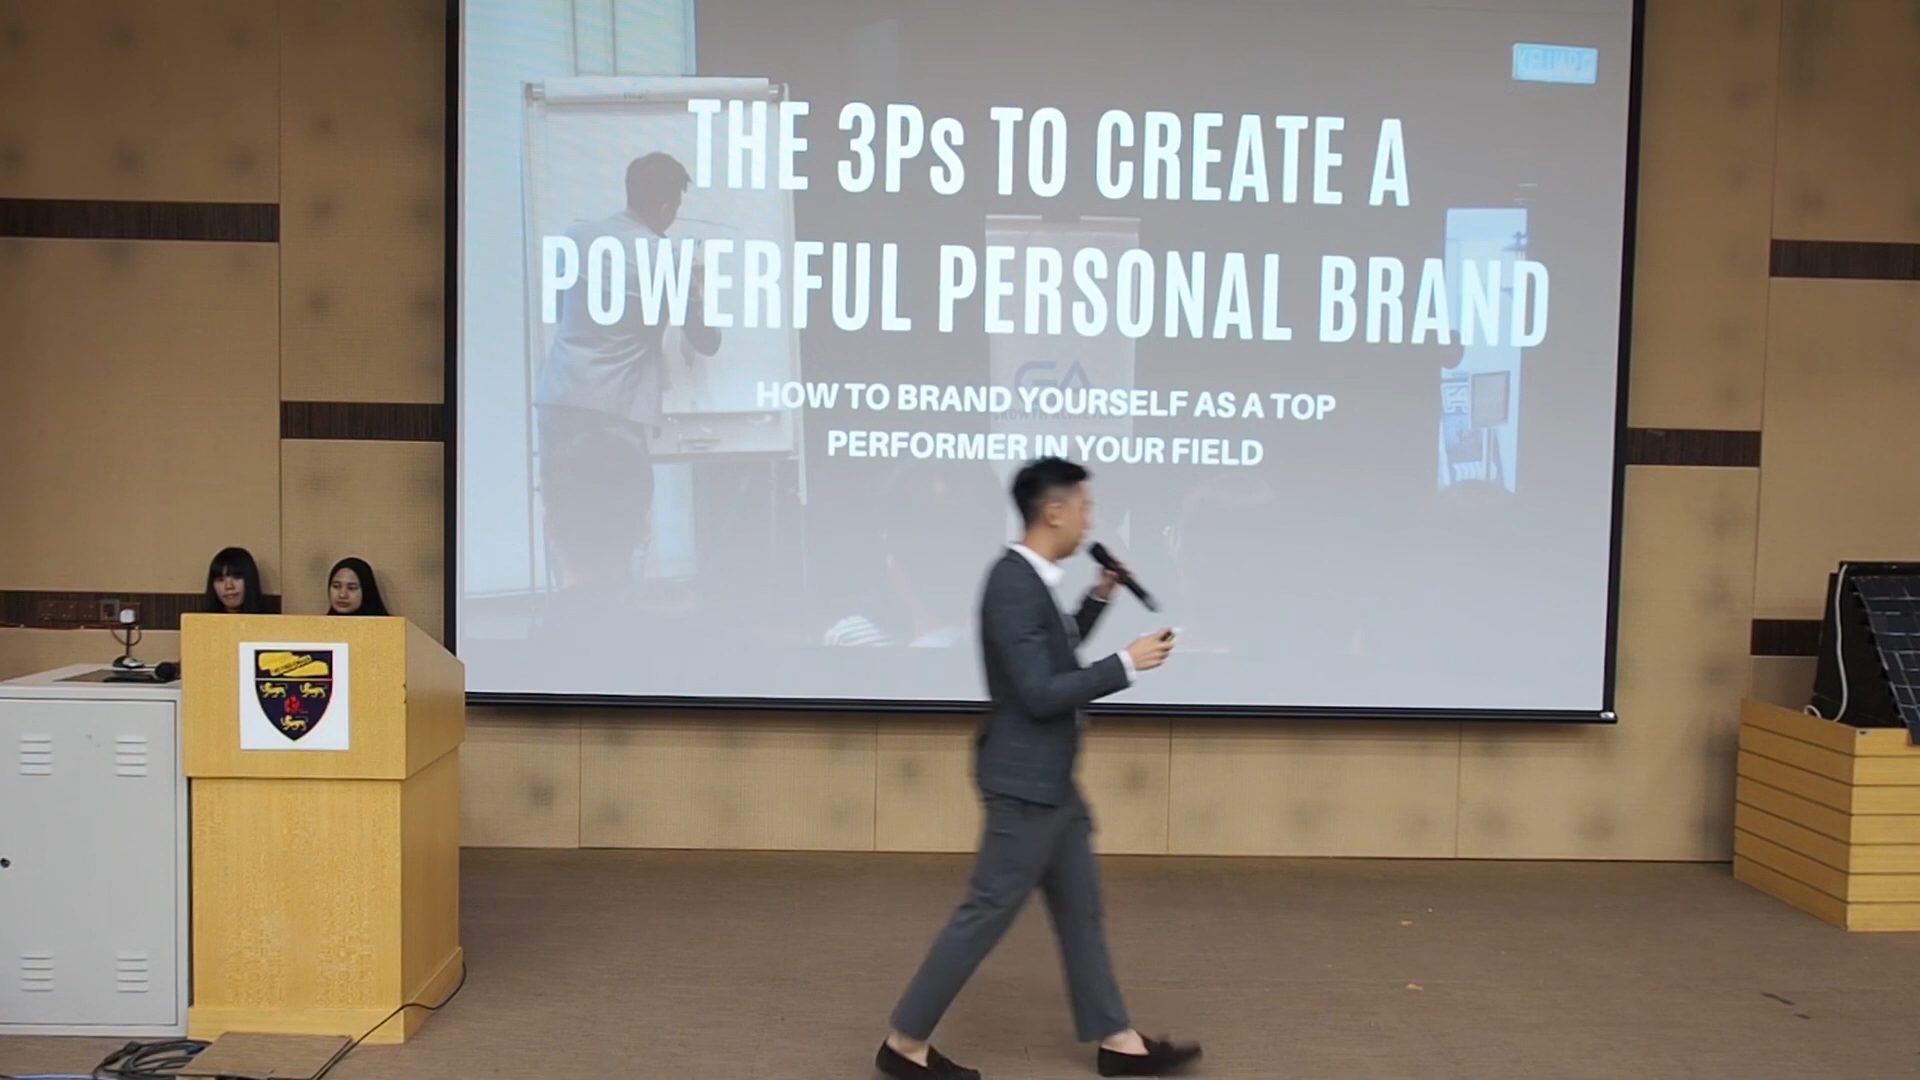 THE 3Ps TO CREATE A
POWERFUL PERSONAL BRAND
HOW TO BRAND YOURSELF AS A TOP
PERFORMER IN YOUR FIELD